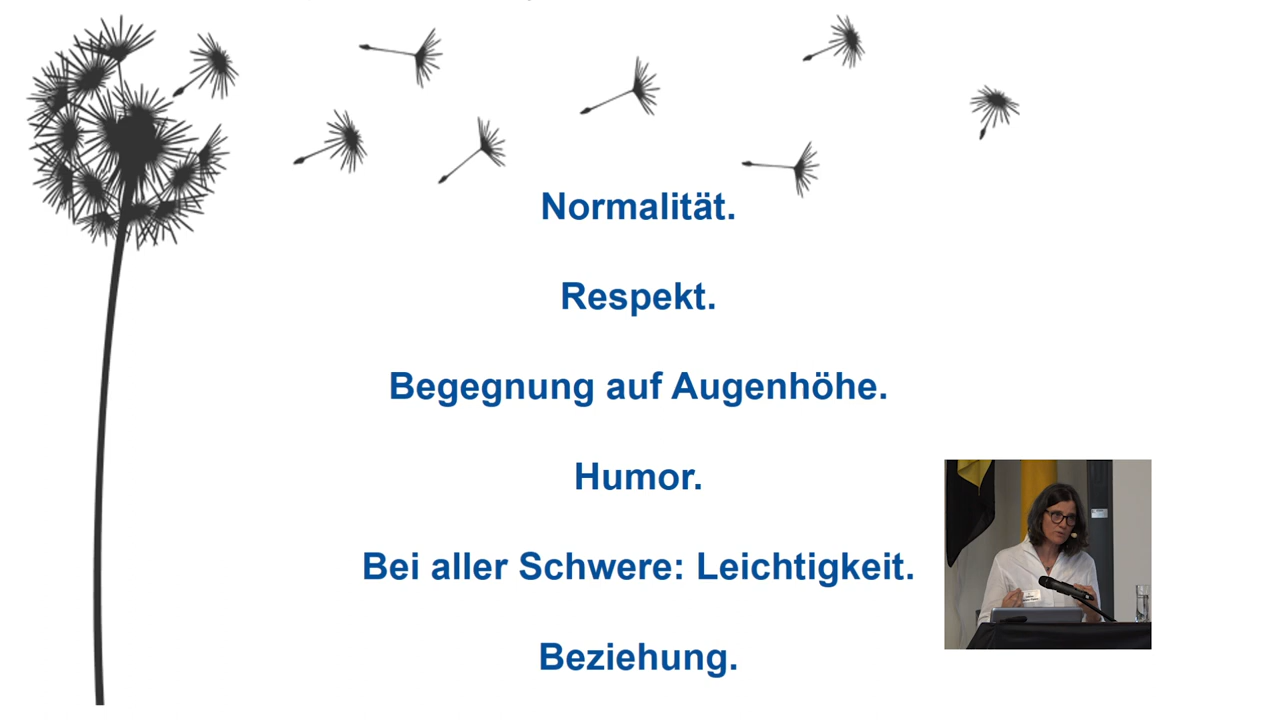 Normalität.
Respekt.
Begegnung auf Augenhöhe.
Humor.
Bei aller Schwere: Leichtigkeit.
Beziehung.